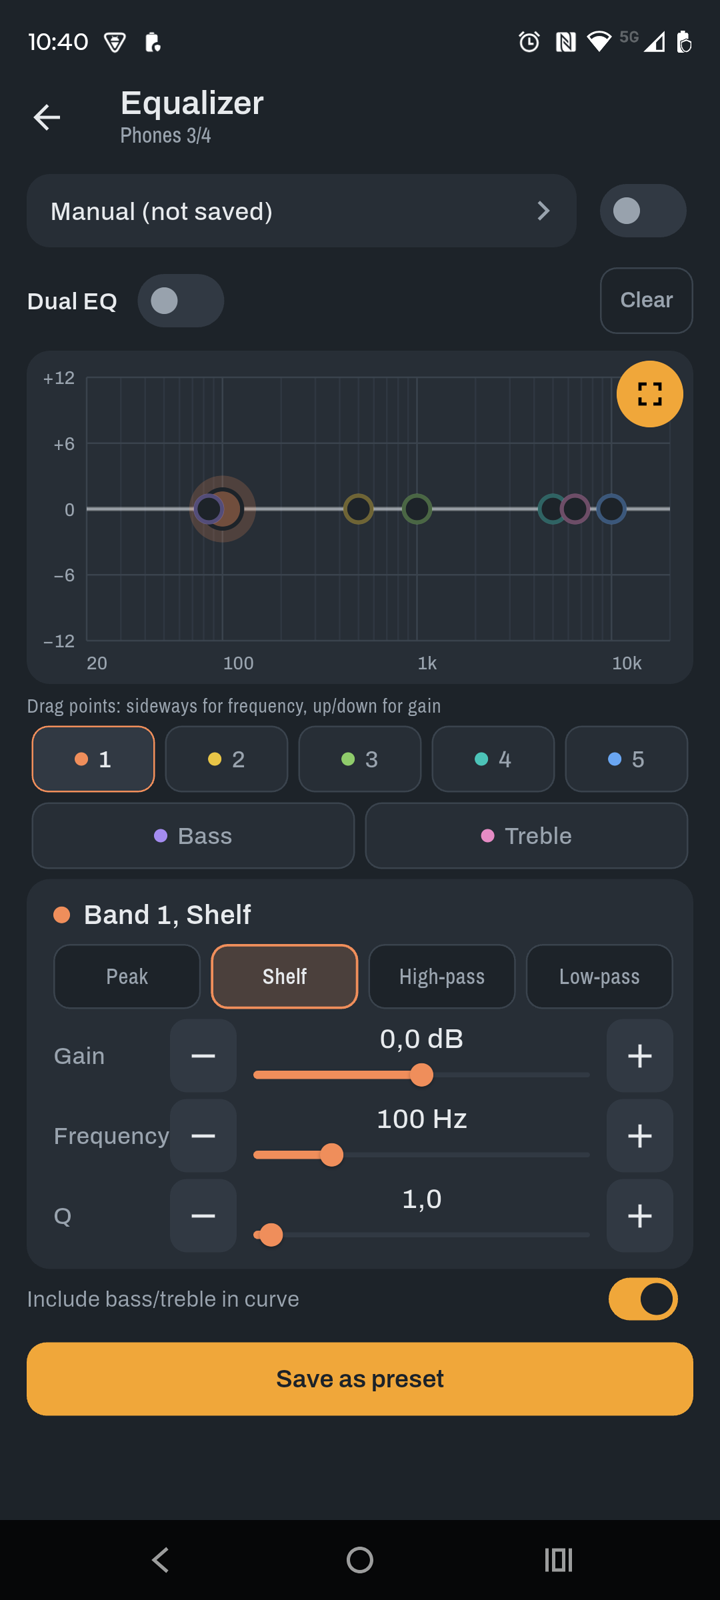 10:40
5G
Equalizer
Phones 3/4
Manual (not saved)
Dual EQ
Clear
+12
+6
0
−6
−12
20 100 1k 10k
Drag points: sideways for frequency, up/down for gain
1 2 3 4 5
Bass Treble
Band 1, Shelf
Peak Shelf High-pass Low-pass
0,0 dB
Gain
100 Hz
Frequency
1,0
Q
Include bass/treble in curve
Save as preset